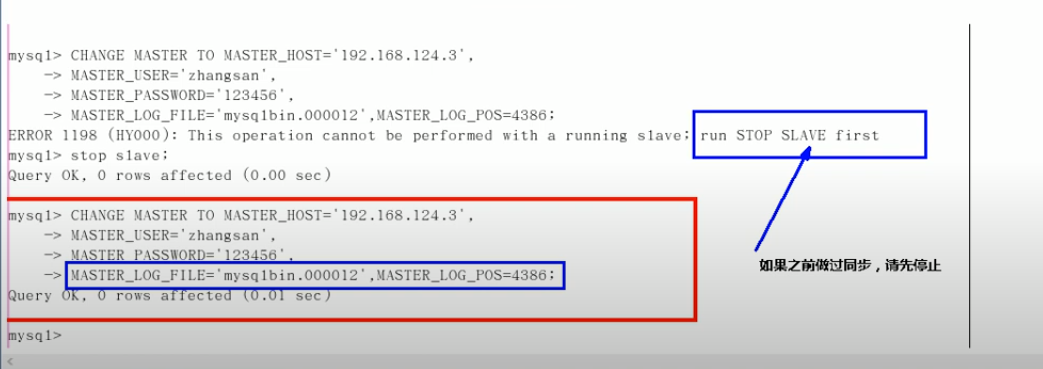 mysql> CHANGE MASTER TO MASTER_HOST='192.168.124.3',
-> MASTER_USER='zhangsan',
-> MASTER_PASSWORD='123456',
-> MASTER_LOG_FILE='mysqlbin.000012',MASTER_LOG_POS=4386;
ERROR 1198 (HY000): This operation cannot be performed with a running slave; run STOP SLAVE first
mysql> stop slave;
Query OK, 0 rows affected (0.00 sec)
mysql> CHANGE MASTER TO MASTER_HOST='192.168.124.3',
-> MASTER_USER='zhangsan',
-> MASTER_PASSWORD='123456',
-> MASTER_LOG_FILE='mysqlbin.000012',MASTER_LOG_POS=4386;
如果之前做过同步，请先停止
Query OK, 0 rows affected (0.01 sec)
mysql>